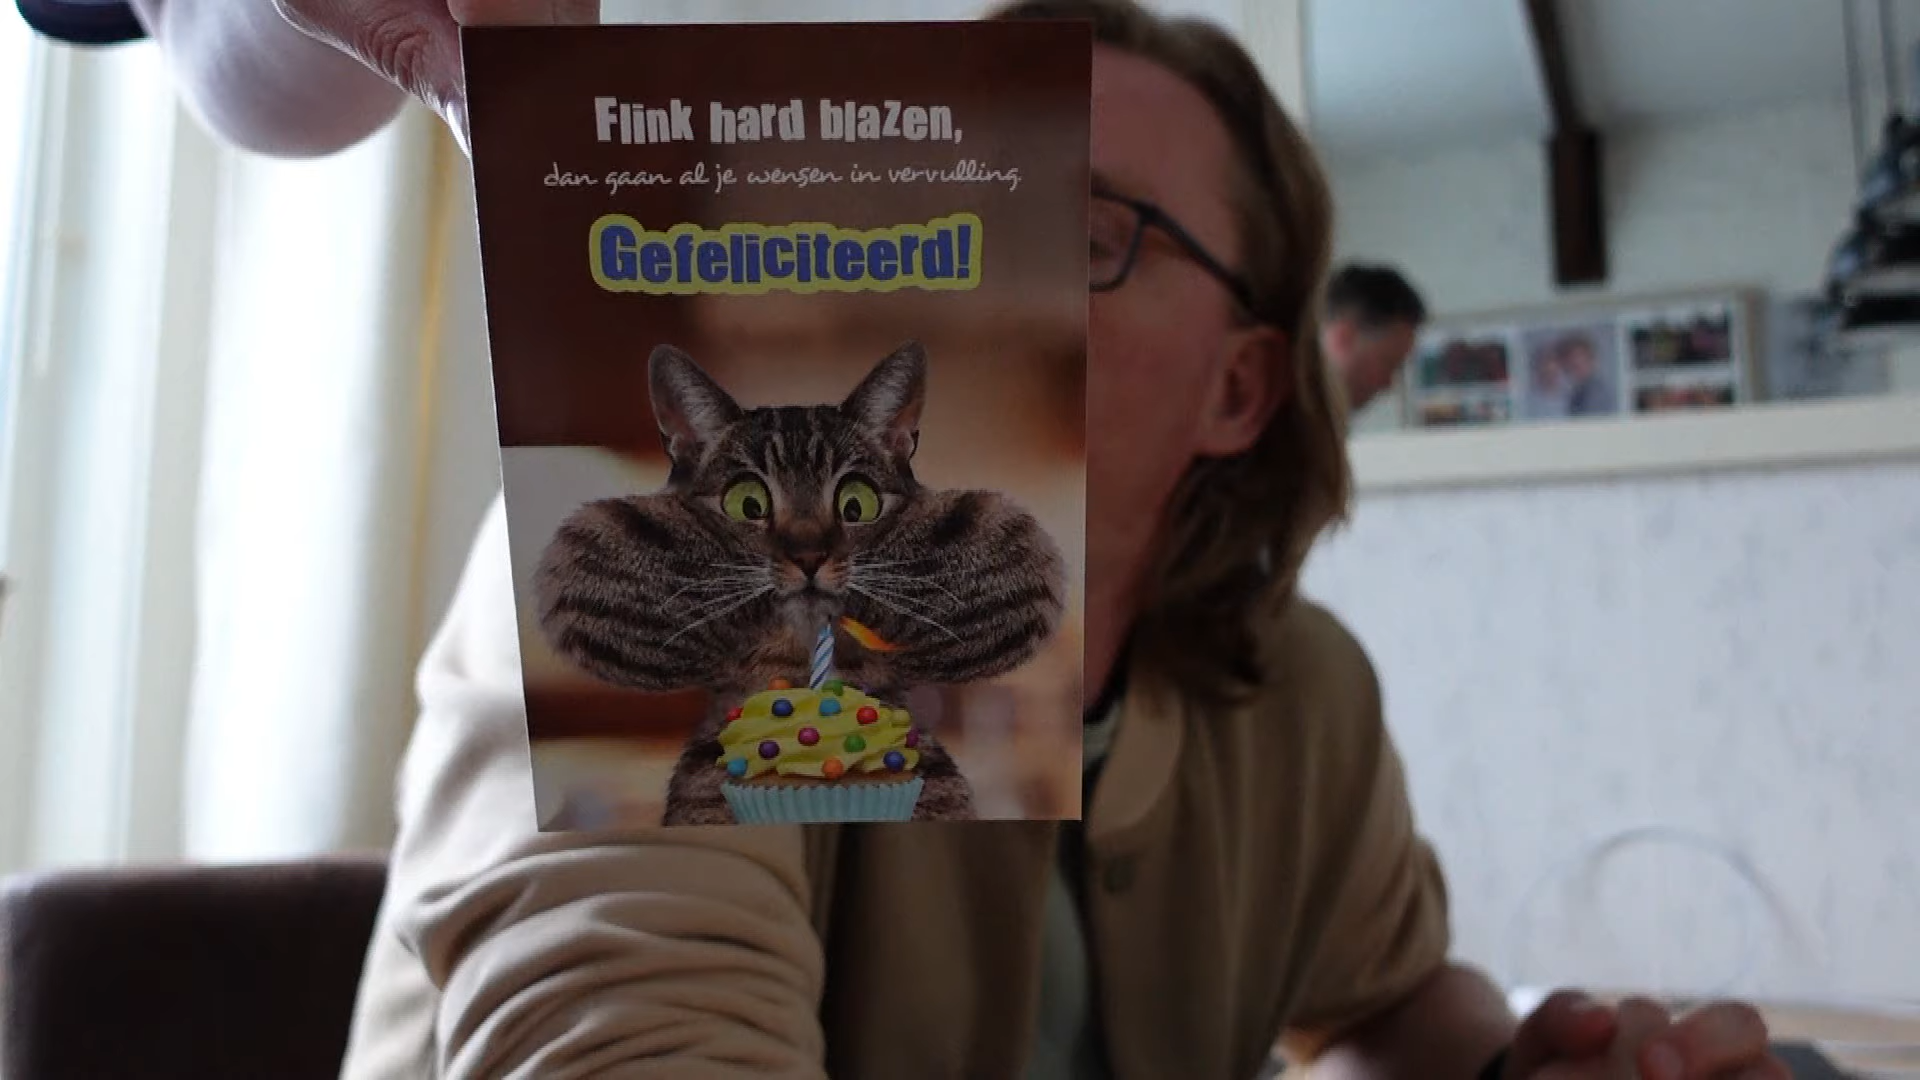 Flink hard blazen,
dan gaan al je wensen in vervulling.
Gefeliciteerd!